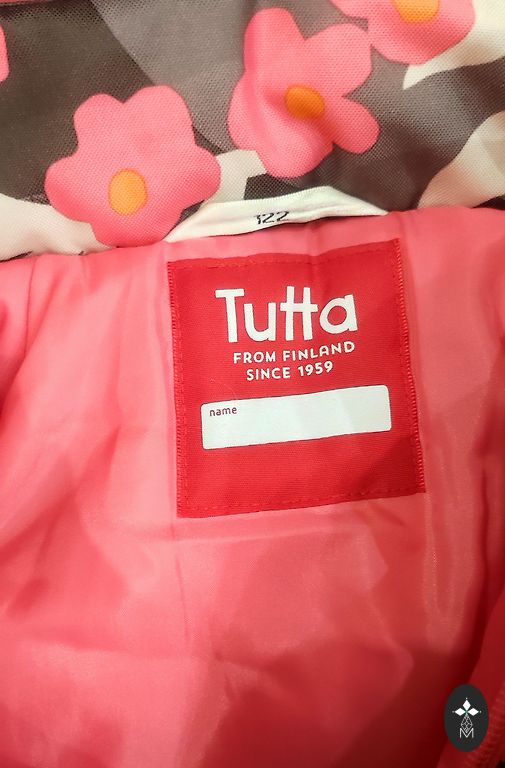 122
Tutta
FROM FINLAND
SINCE 1959
name
M